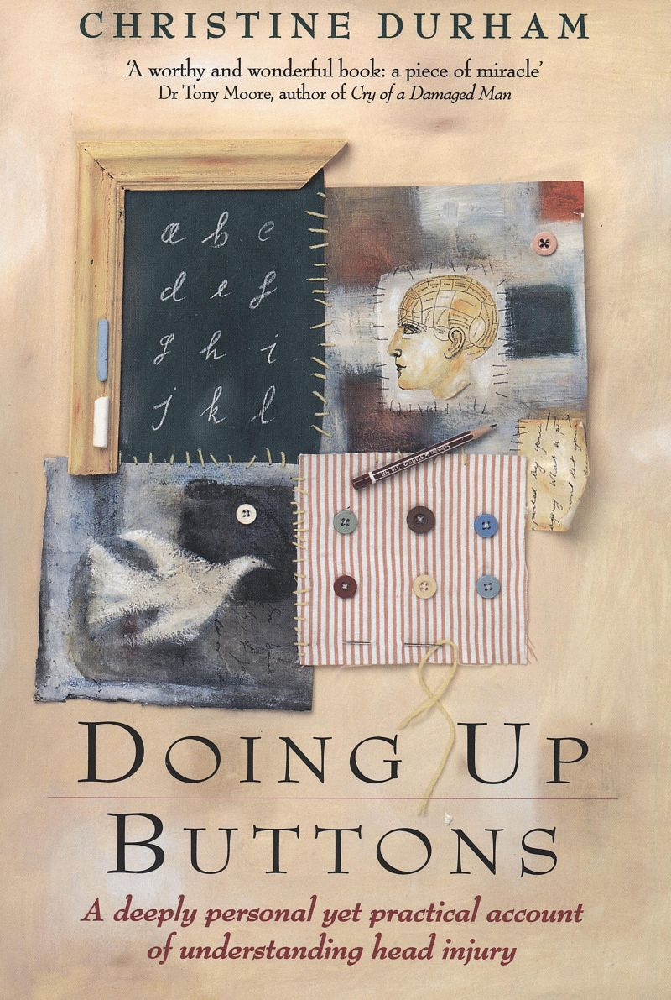 CHRISTINE DURHAM
‘A worthy and wonderful book: a piece of miracle’
Dr Tony Moore, author of Cry of a Damaged Man
a b c
d e f
g h i
j k l
DOING UP
BUTTONS
A deeply personal yet practical account
of understanding head injury